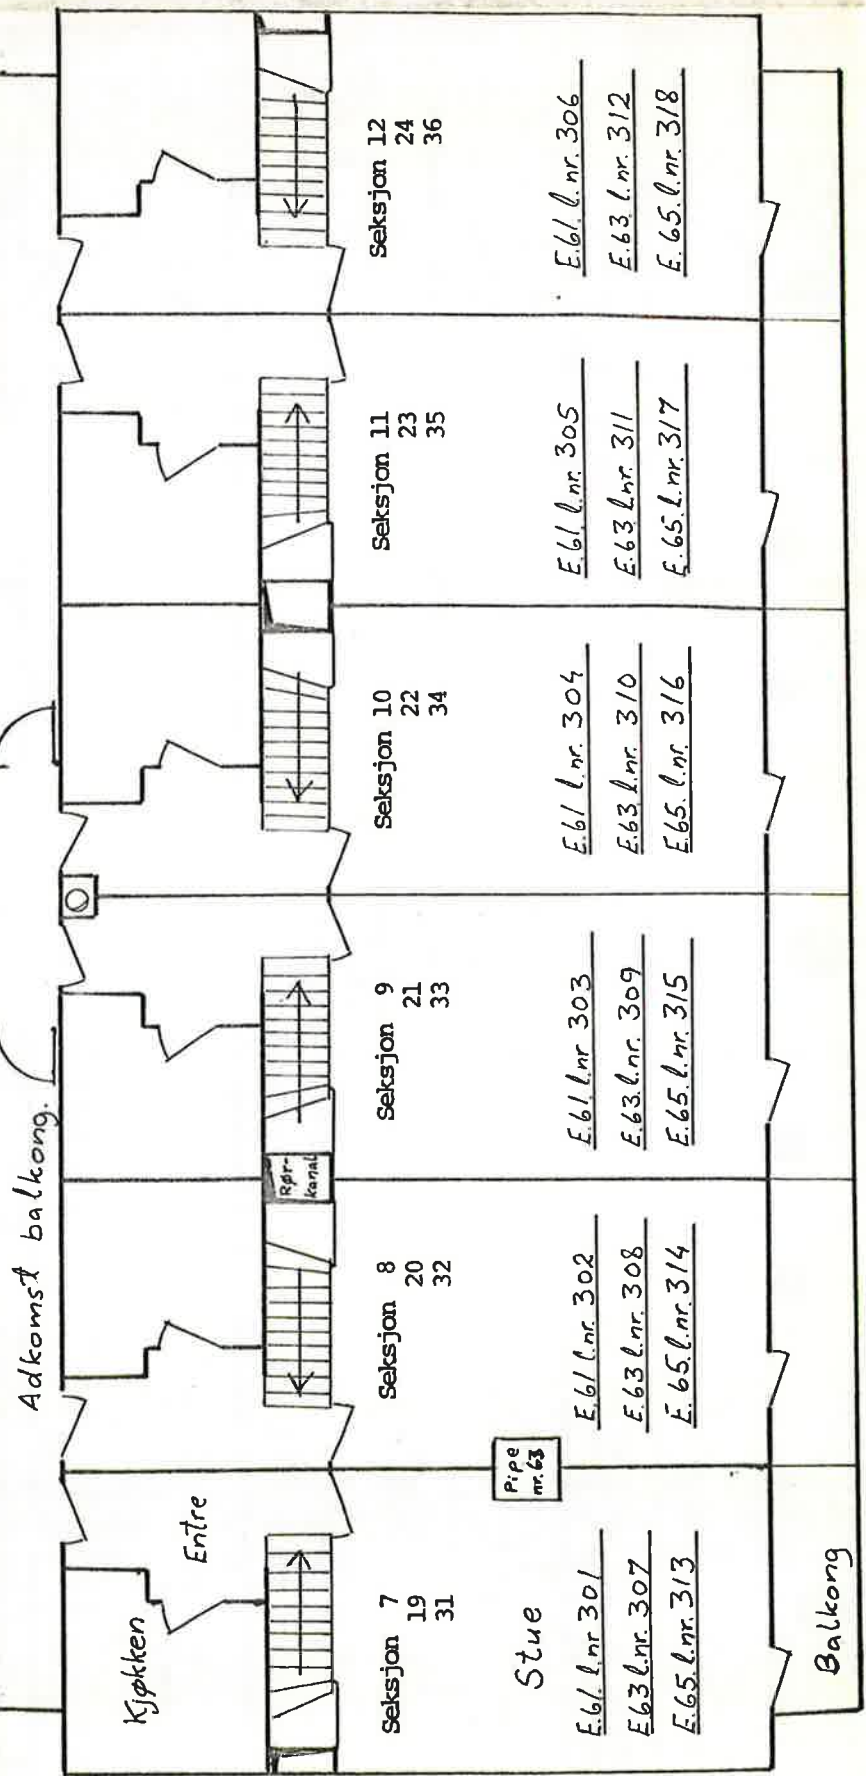 Adkomst balkong.
Kjøkken
Entre
Rør-
kanal
Seksjon 7
19
31
Seksjon 8
20
32
Seksjon 9
21
33
Seksjon 10
22
34
Seksjon 11
23
35
Seksjon 12
24
36
Stue
Pipe
nr. 63
E.61. l.nr 301
E.63 l.nr. 307
E.65. l.nr. 313
E.61 l.nr. 302
E.63 l.nr. 308
E.65. l.nr. 314
E.61. l.nr 303
E.63. l.nr. 309
E.65. l.nr. 315
E.61 l.nr. 304
E.63. l.nr. 310
E.65. l.nr. 316
E.61. l.nr. 305
E.63. l.nr. 311
E.65. l.nr. 317
E.61. l.nr. 306
E.63. l.nr. 312
E.65. l.nr. 318
Balkong